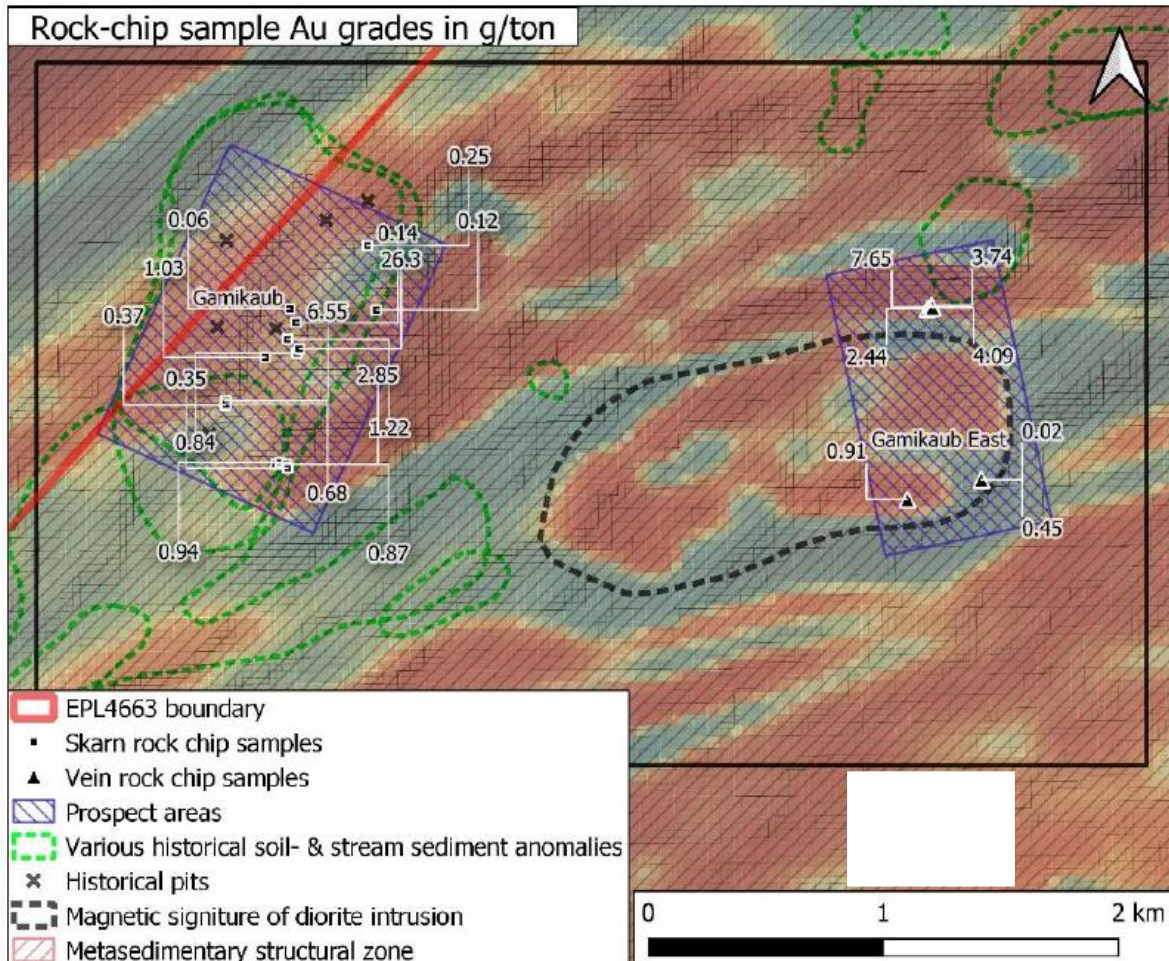 Rock-chip sample Au grades in g/ton
0.25
0.06
0.14
0.12
1.03
26.3
7.65
3.74
Gamikaub
0.37
6.55
0.35
2.85
2.44
4.09
0.84
1.22
Gamikaub East
0.02
0.91
0.68
0.94
0.87
0.45
EPL4663 boundary
Skarn rock chip samples
Vein rock chip samples
Prospect areas
Various historical soil- & stream sediment anomalies
Historical pits
Magnetic signiture of diorite intrusion
Metasedimentary structural zone
0 1 2 km